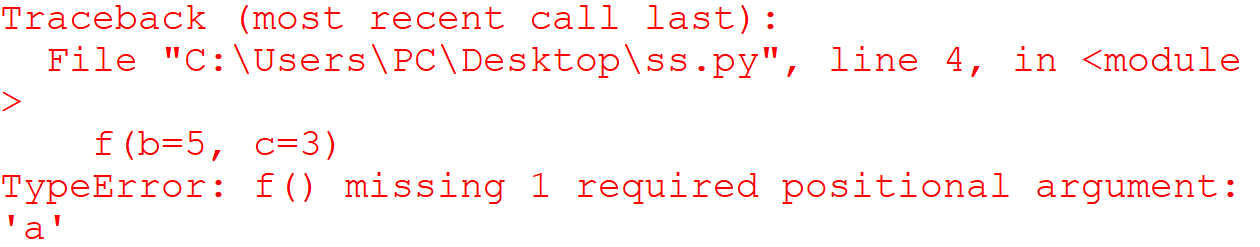 Traceback (most recent call last):
  File "C:\Users\PC\Desktop\ss.py", line 4, in <module
>
    f(b=5, c=3)
TypeError: f() missing 1 required positional argument:
'a'